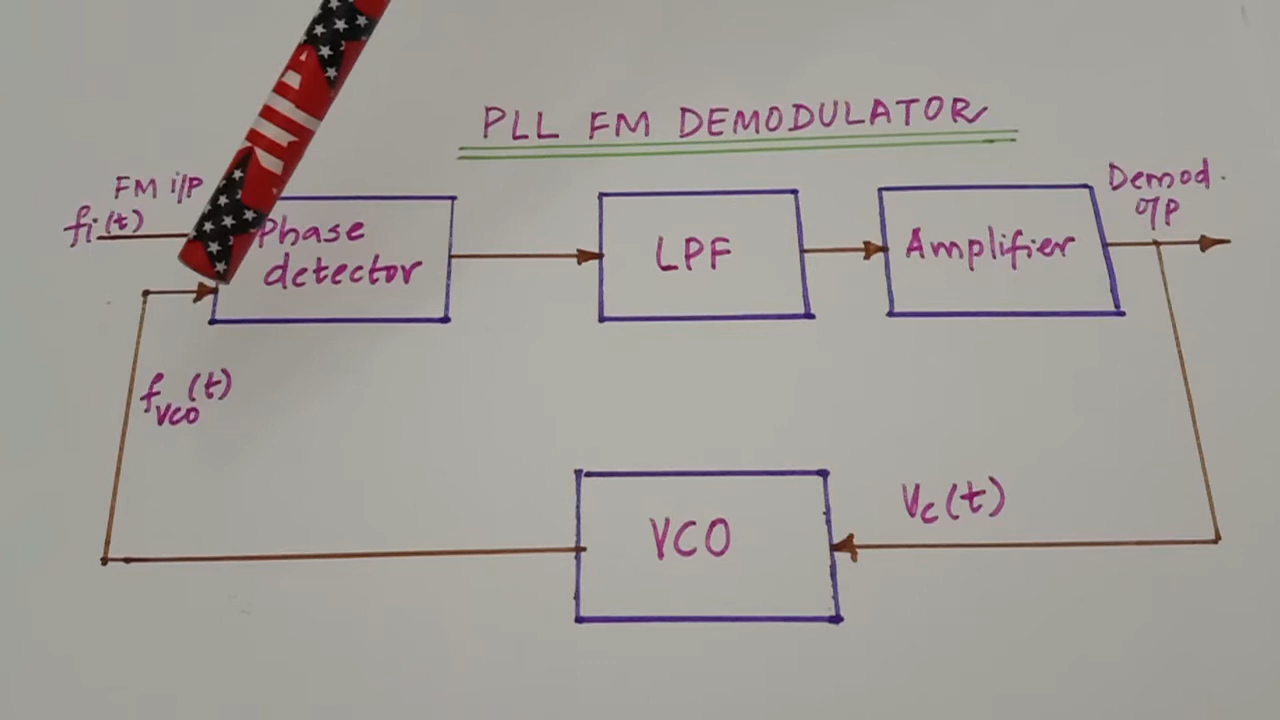 PLL FM DEMODULATOR
FM i/p
fi(t)
Phase
detector
LPF
Amplifier
Demod.
o/p
fVCO(t)
VCO
Vc(t)